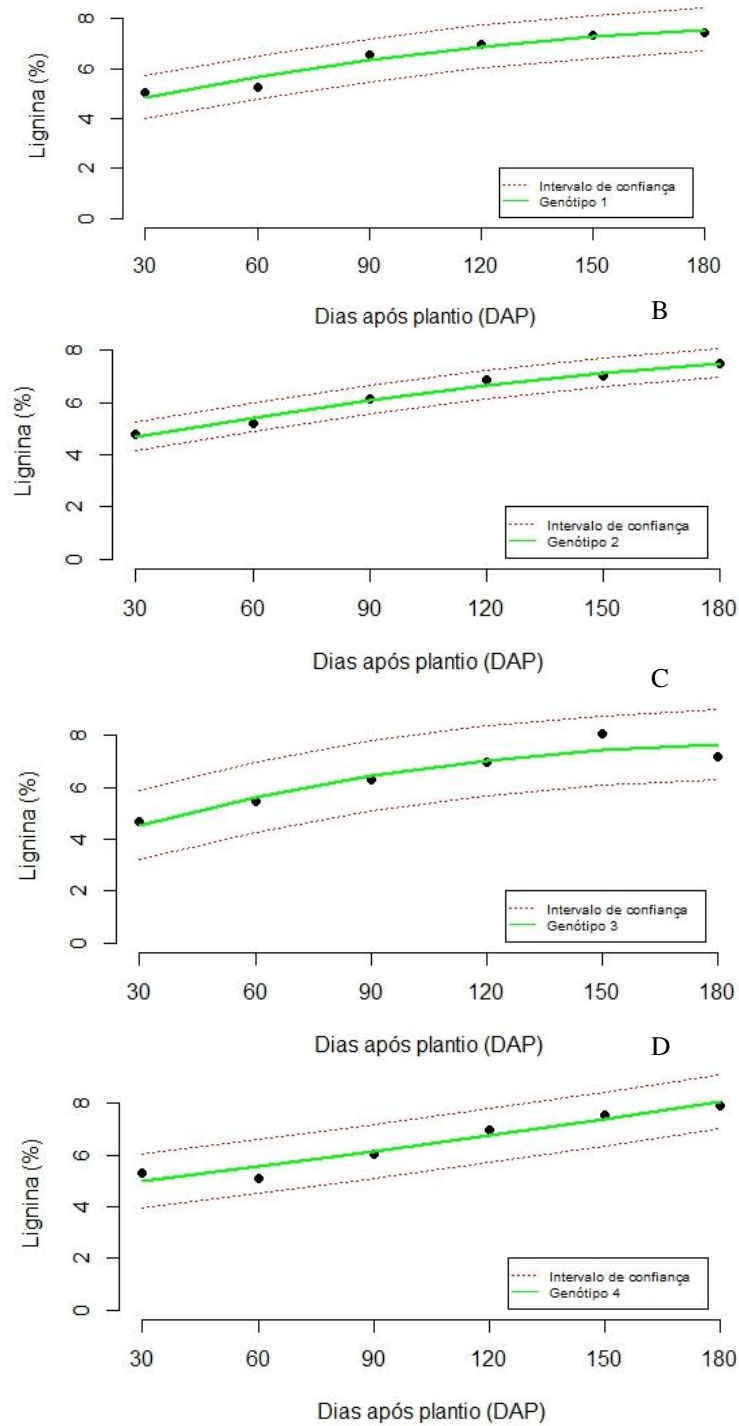 Lignina (%)
8
6
4
2
0
Intervalo de confiança
Genótipo 1
30 60 90 120 150 180
Dias após plantio (DAP)
B
Lignina (%)
8
6
4
2
0
Intervalo de confiança
Genótipo 2
30 60 90 120 150 180
Dias após plantio (DAP)
C
Lignina (%)
8
6
4
2
0
Intervalo de confiança
Genótipo 3
30 60 90 120 150 180
Dias após plantio (DAP)
D
Lignina (%)
8
6
4
2
0
Intervalo de confiança
Genótipo 4
30 60 90 120 150 180
Dias após plantio (DAP)